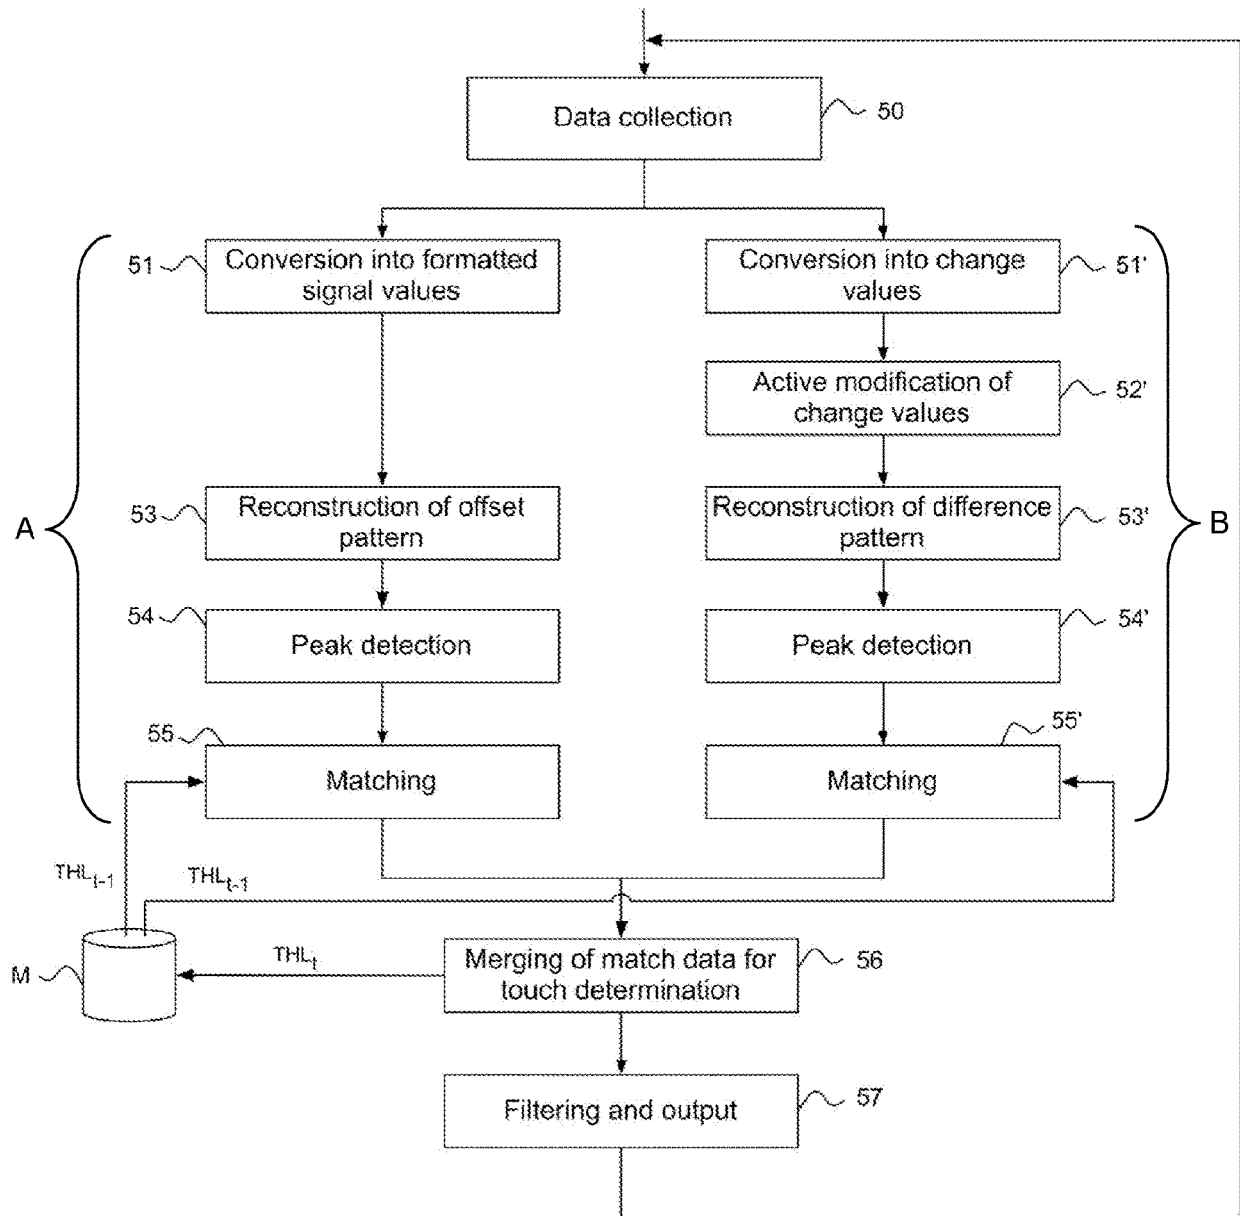 Data collection
50
51
Conversion into formatted
signal values
Conversion into change
values
51'
Active modification of
change values
52'
A
53
Reconstruction of offset
pattern
Reconstruction of difference
pattern
53'
B
54
Peak detection
Peak detection
54'
55
Matching
Matching
55'
THLt-1
THLt-1
M
THLt
Merging of match data for
touch determination
56
Filtering and output
57